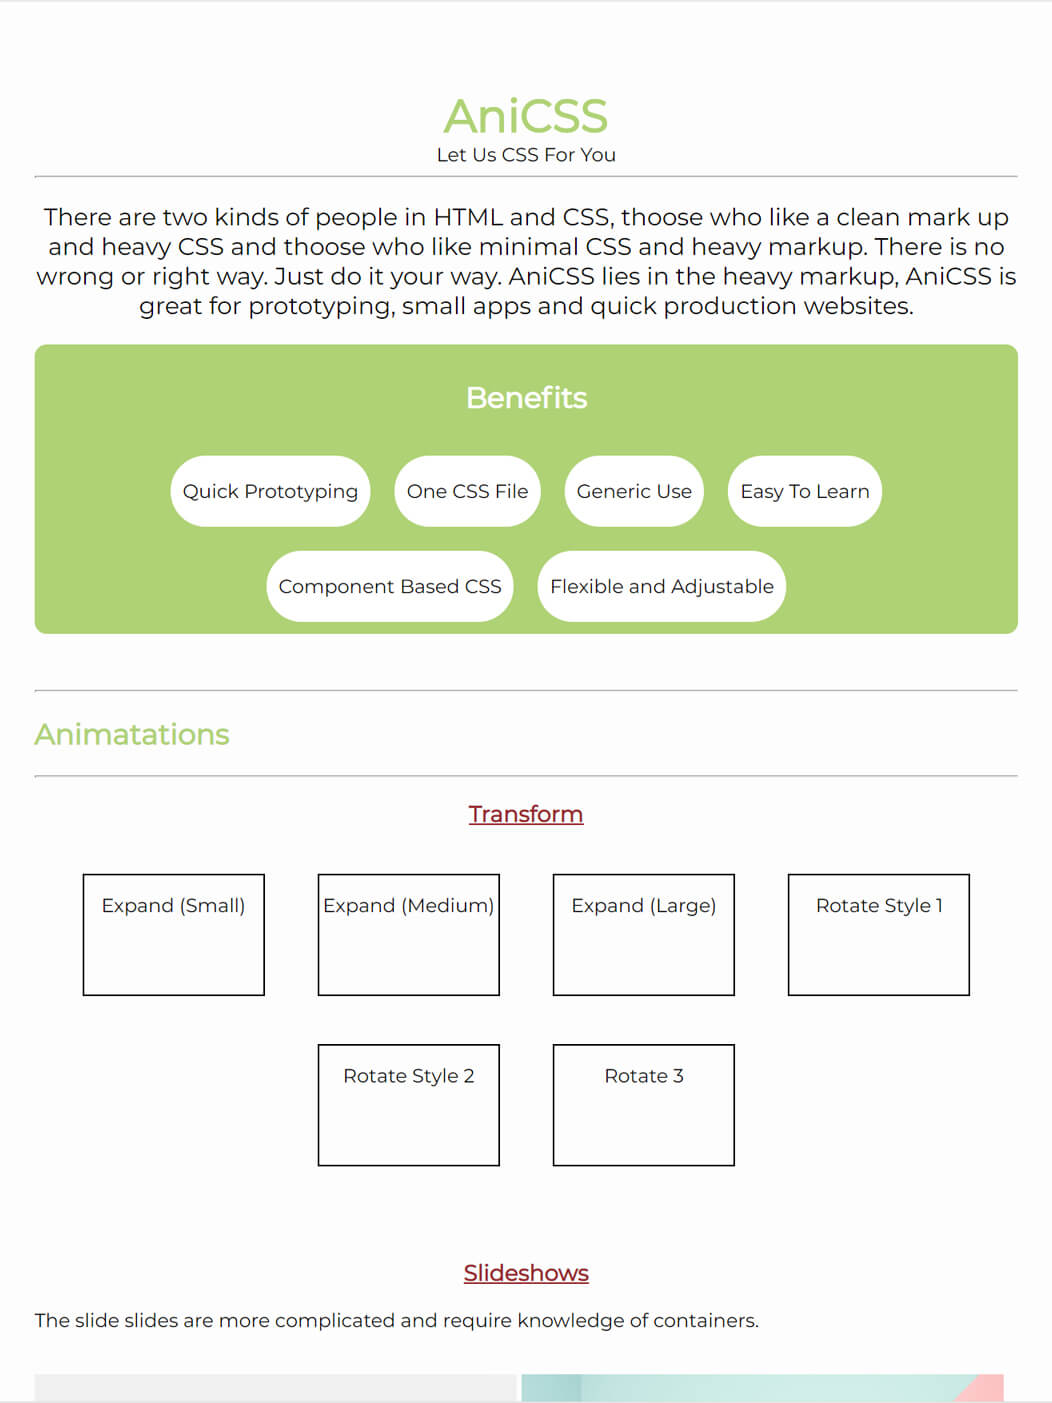 AniCSS
Let Us CSS For You
There are two kinds of people in HTML and CSS, thoose who like a clean mark up
and heavy CSS and thoose who like minimal CSS and heavy markup. There is no
wrong or right way. Just do it your way. AniCSS lies in the heavy markup, AniCSS is
great for prototyping, small apps and quick production websites.
Benefits
Quick Prototyping One CSS File Generic Use Easy To Learn
Component Based CSS Flexible and Adjustable
Animatations
Transform
Expand (Small) Expand (Medium) Expand (Large) Rotate Style 1
Rotate Style 2 Rotate 3
Slideshows
The slide slides are more complicated and require knowledge of containers.